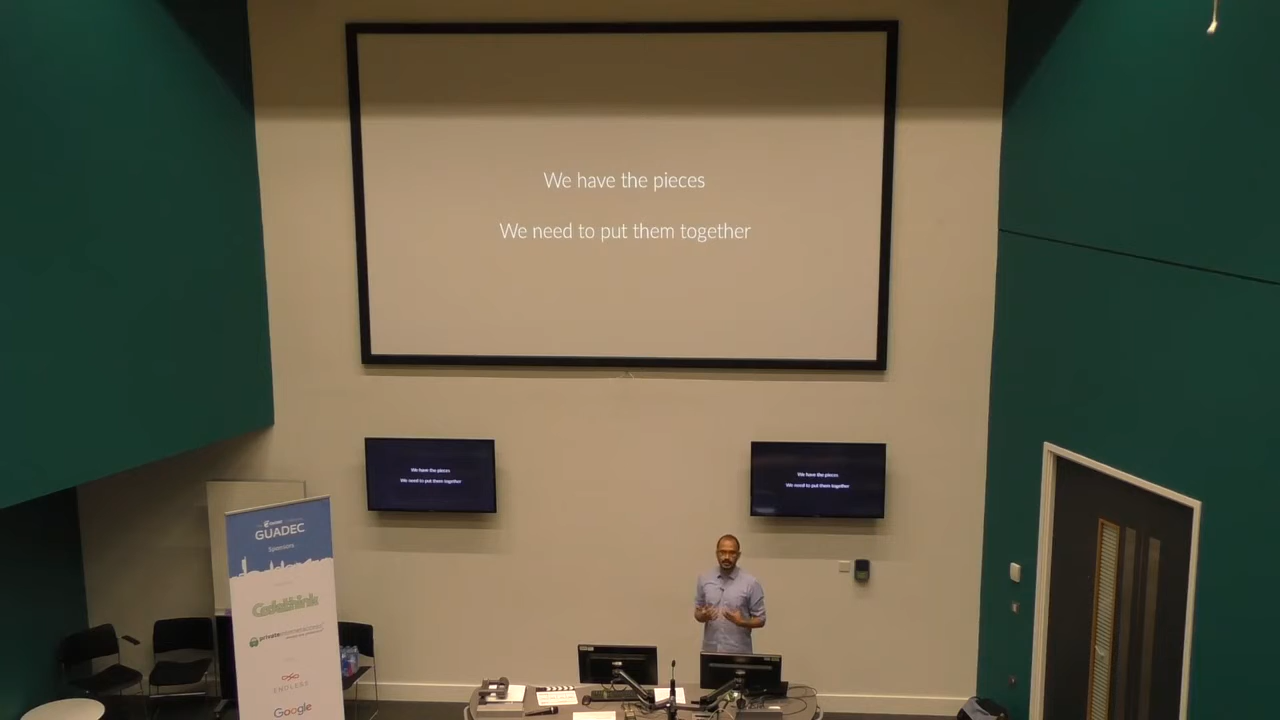 We have the pieces
We need to put them together
We have the pieces
We need to put them together
We have the pieces
We need to put them together
GUADEC
Sponsors
Codethink
privateinternetaccess
ENDLESS
Google